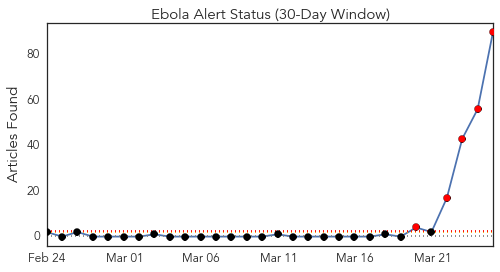 Ebola Alert Status (30-Day Window)
Articles Found
80
60
40
20
0
Feb 24 Mar 01 Mar 06 Mar 11 Mar 16 Mar 21